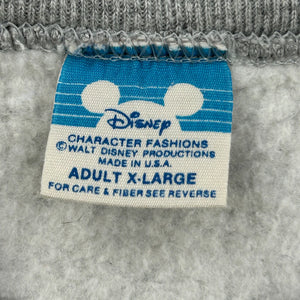 Disney
CHARACTER FASHIONS
©WALT DISNEY PRODUCTIONS
MADE IN U.S.A.
ADULT X-LARGE
FOR CARE & FIBER SEE REVERSE